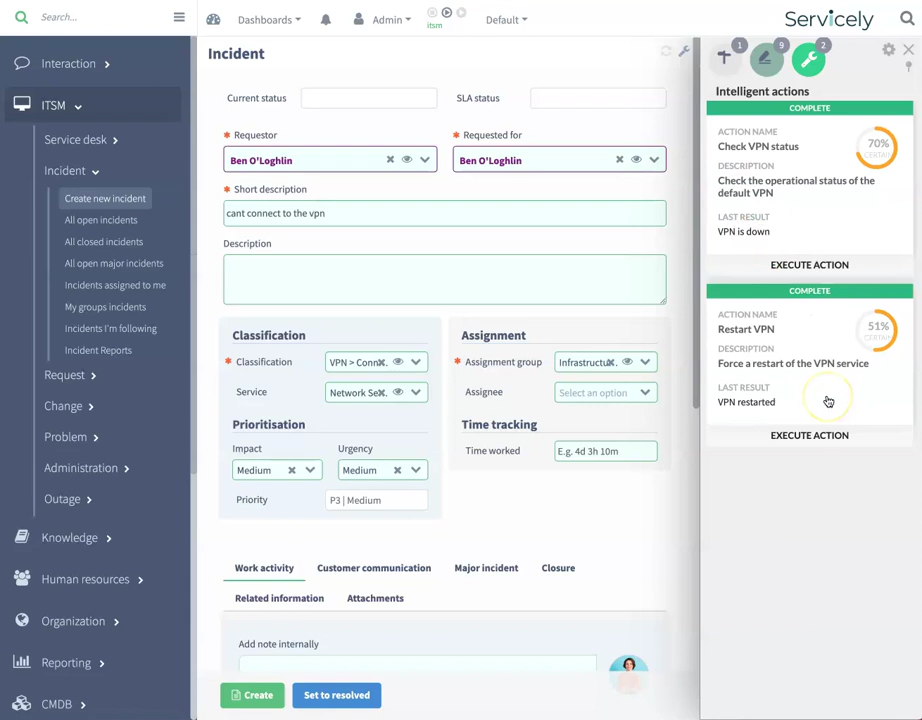 Search...
Dashboards
Admin
itsm
Default
Servicely
Interaction
ITSM
Service desk
Incident
Create new incident
All open incidents
All closed incidents
All open major incidents
Incidents assigned to me
My groups incidents
Incidents I'm following
Incident Reports
Request
Change
Problem
Administration
Outage
Knowledge
Human resources
Organization
Reporting
CMDB
Incident
Current status
SLA status
* Requestor
* Requested for
Ben O'Loghlin
Ben O'Loghlin
* Short description
cant connect to the vpn
Description
Classification
* Classification
VPN > Conn
Service
Network Se
Prioritisation
Impact
Urgency
Medium
Medium
Priority
P3 | Medium
Assignment
* Assignment group
Infrastructu
Assignee
Select an option
Time tracking
Time worked
E.g. 4d 3h 10m
Work activity
Customer communication
Major incident
Closure
Related information
Attachments
Add note internally
Create
Set to resolved
1
9
2
Intelligent actions
COMPLETE
ACTION NAME
Check VPN status
70%
CERTAIN
DESCRIPTION
Check the operational status of the
default VPN
LAST RESULT
VPN is down
EXECUTE ACTION
COMPLETE
ACTION NAME
Restart VPN
51%
CERTAIN
DESCRIPTION
Force a restart of the VPN service
LAST RESULT
VPN restarted
EXECUTE ACTION